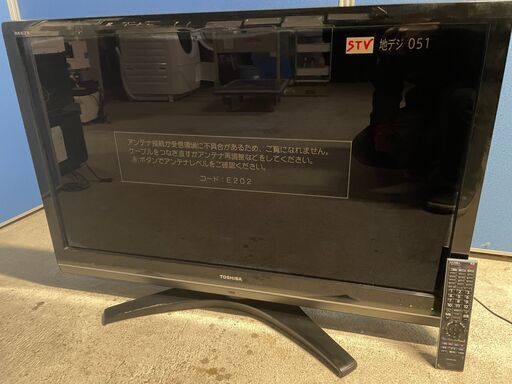 REGZA
STV 地デジ 051
アンテナ接続か受信環境に不具合があるため、ご覧になれません。
ケーブルをつなぎ直すかアンテナ再調整などをしてください。
青ボタンでアンテナレベルをご確認ください。
コード：E202
TOSHIBA